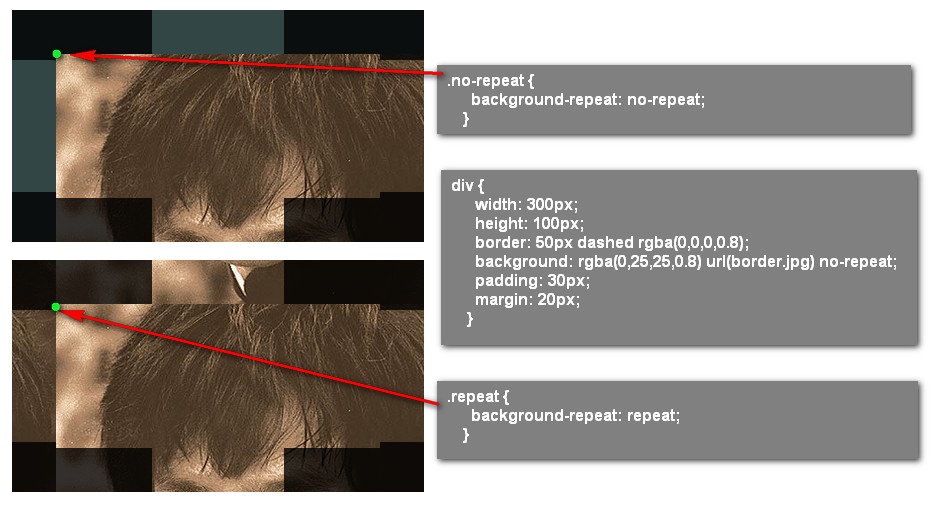 .no-repeat {
background-repeat: no-repeat;
}
div {
width: 300px;
height: 100px;
border: 50px dashed rgba(0,0,0,0.8);
background: rgba(0,25,25,0.8) url(border.jpg) no-repeat;
padding: 30px;
margin: 20px;
}
.repeat {
background-repeat: repeat;
}